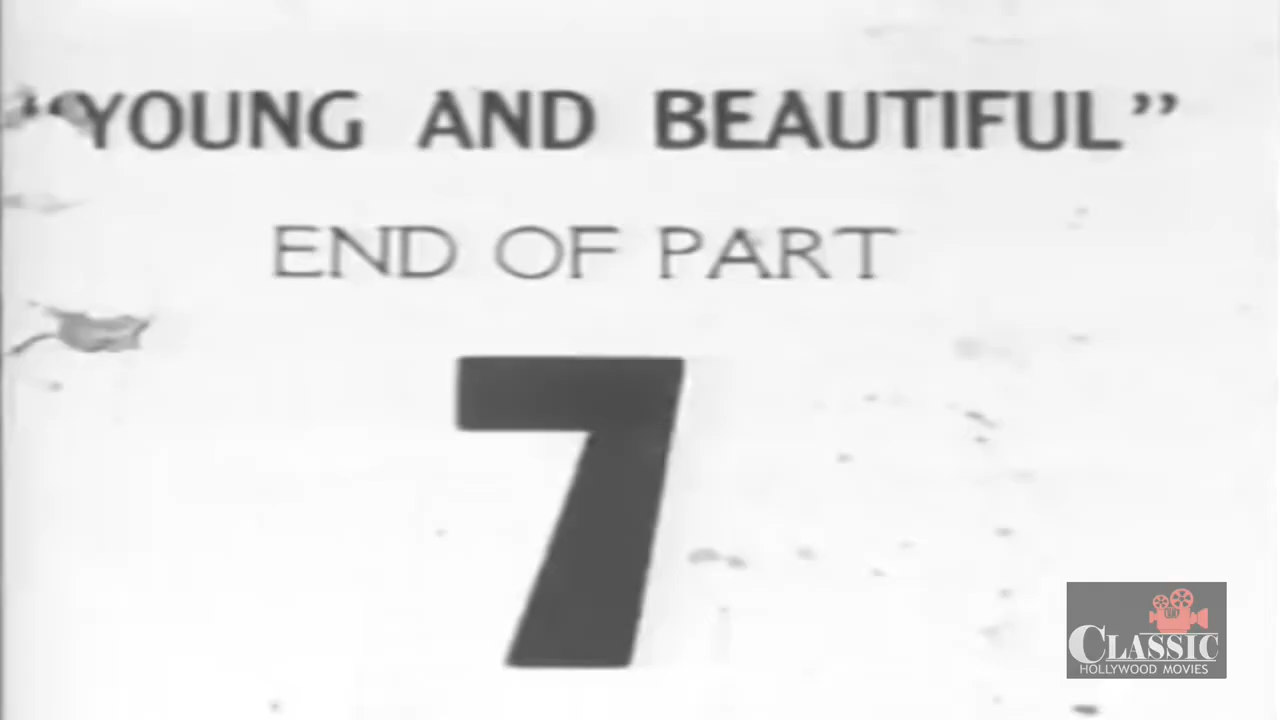 “YOUNG AND BEAUTIFUL”
END OF PART
7
CLASSIC
HOLLYWOOD MOVIES